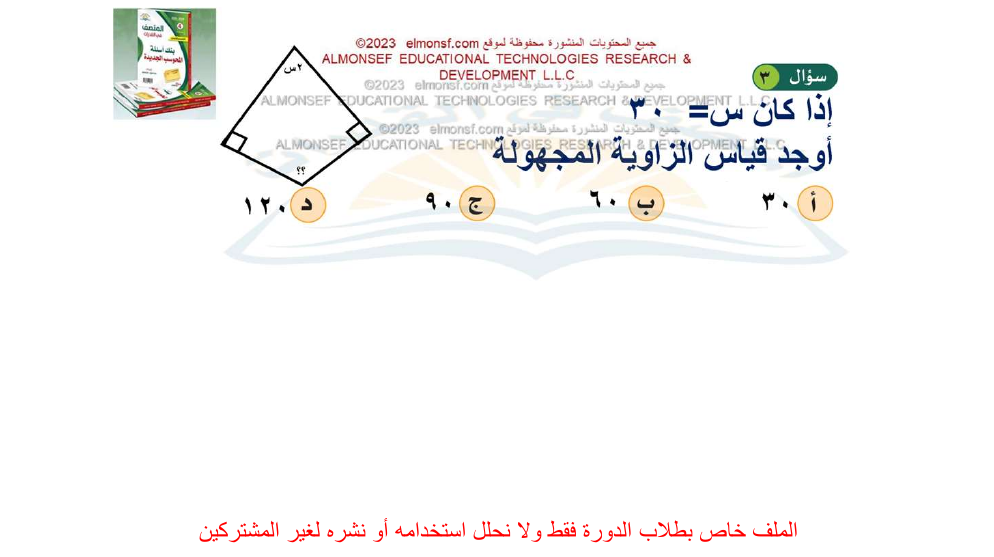 المنصف
بنك أسئلة
المحوسب الجديدة
جميع المحتويات المنشورة محفوظة لموقع elmonsf.com ©2023
ALMONSEF EDUCATIONAL TECHNOLOGIES RESEARCH &
DEVELOPMENT L.L.C
جميع المحتويات المنشورة محفوظة لموقع elmonsf.com ©2023
ALMONSEF EDUCATIONAL TECHNOLOGIES RESEARCH & DEVELOPMENT L.L.C
سؤال ٣
إذا كان س= ٣٠
جميع المحتويات المنشورة محفوظة لموقع elmonsf.com ©2023
ALMONSEF EDUCATIONAL TECHNOLOGIES RESEARCH & DEVELOPMENT L.L.C
أوجد قياس الزاوية المجهولة
٢س
؟؟
أ ٣٠
ب ٦٠
ج ٩٠
د ١٢٠
الملف خاص بطلاب الدورة فقط ولا نحلل استخدامه أو نشره لغير المشتركين